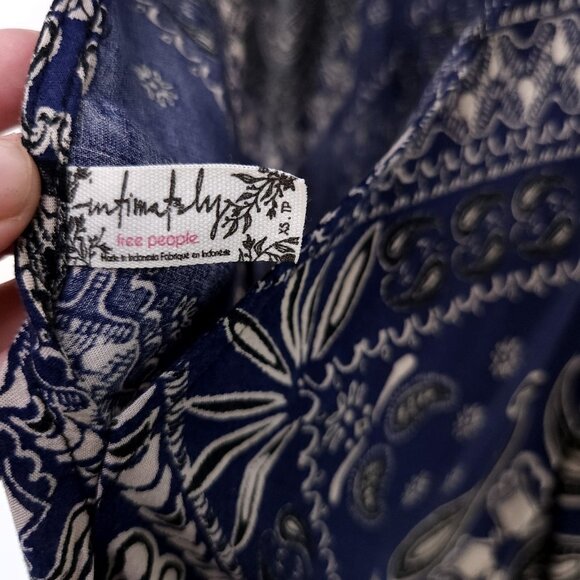 intimately
free people
Made in Indonesia Fabriqué en Indonésie
XS . TP